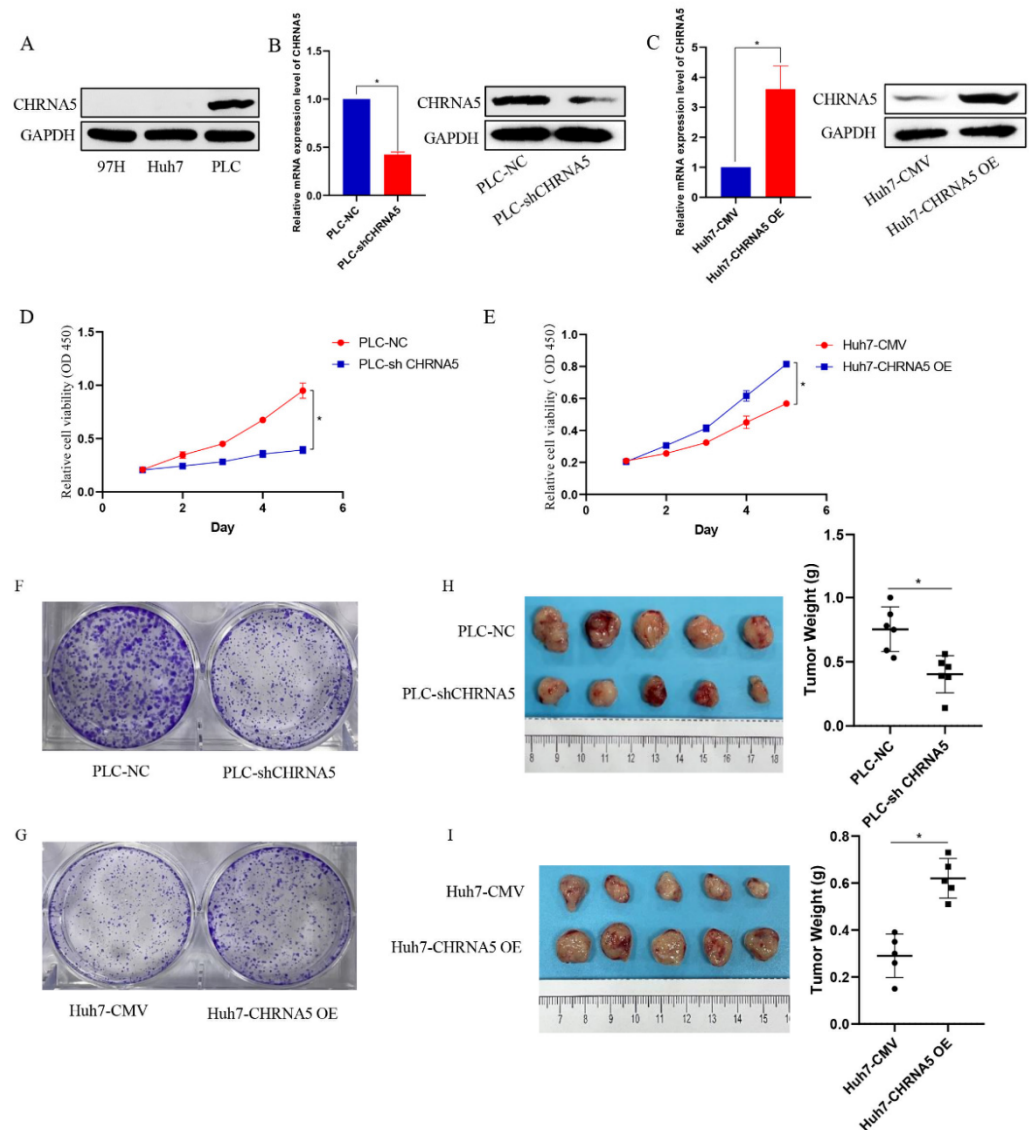 A
CHRNA5
GAPDH
97H Huh7 PLC
B
Relative mRNA expression level of CHRNA5
1.5
1.0
0.5
0.0
*
PLC-NC
PLC-shCHRNA5
CHRNA5
GAPDH
PLC-NC
PLC-shCHRNA5
C
Relative mRNA expression level of CHRNA5
5
4
3
2
1
0
*
Huh7-CMV
Huh7-CHRNA5 OE
CHRNA5
GAPDH
Huh7-CMV
Huh7-CHRNA5 OE
D
Relative cell viability (OD 450)
1.5
1.0
0.5
0.0
0 2 4 6
Day
PLC-NC
PLC-sh CHRNA5
*
E
Relative cell viability ( OD 450)
1.0
0.8
0.6
0.4
0.2
0.0
0 2 4 6 8
Day
Huh7-CMV
Huh7-CHRNA5 OE
*
F
PLC-NC
PLC-shCHRNA5
H
PLC-NC
PLC-shCHRNA5
8 9 10 11 12 13 14 15 16 17 18
Tumor Weight (g)
1.5
1.0
0.5
0.0
*
PLC-NC
PLC-sh CHRNA5
G
Huh7-CMV
Huh7-CHRNA5 OE
I
Huh7-CMV
Huh7-CHRNA5 OE
7 8 9 10 11 12 13 14 15
Tumor Weight (g)
0.8
0.6
0.4
0.2
0.0
*
Huh7-CMV
Huh7-CHRNA5 OE